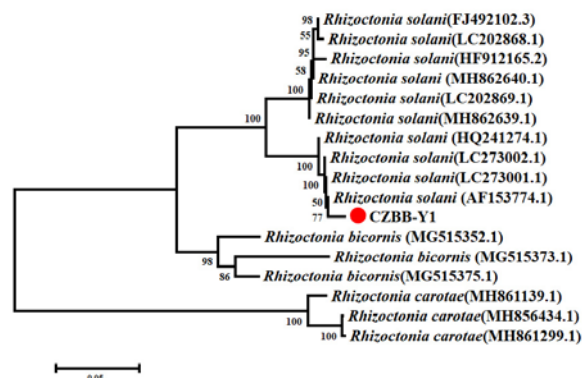 98
Rhizoctonia solani(FJ492102.3)
55
Rhizoctonia solani(LC202868.1)
95
Rhizoctonia solani(HF912165.2)
58
Rhizoctonia solani (MH862640.1)
100
Rhizoctonia solani(LC202869.1)
Rhizoctonia solani(MH862639.1)
100
Rhizoctonia solani (HQ241274.1)
100
Rhizoctonia solani(LC273002.1)
100
Rhizoctonia solani(LC273001.1)
50
Rhizoctonia solani (AF153774.1)
77
CZBB-Y1
Rhizoctonia bicornis (MG515352.1)
98
Rhizoctonia bicornis (MG515373.1)
86
Rhizoctonia bicornis(MG515375.1)
Rhizoctonia carotae(MH861139.1)
100
Rhizoctonia carotae(MH856434.1)
100
Rhizoctonia carotae(MH861299.1)